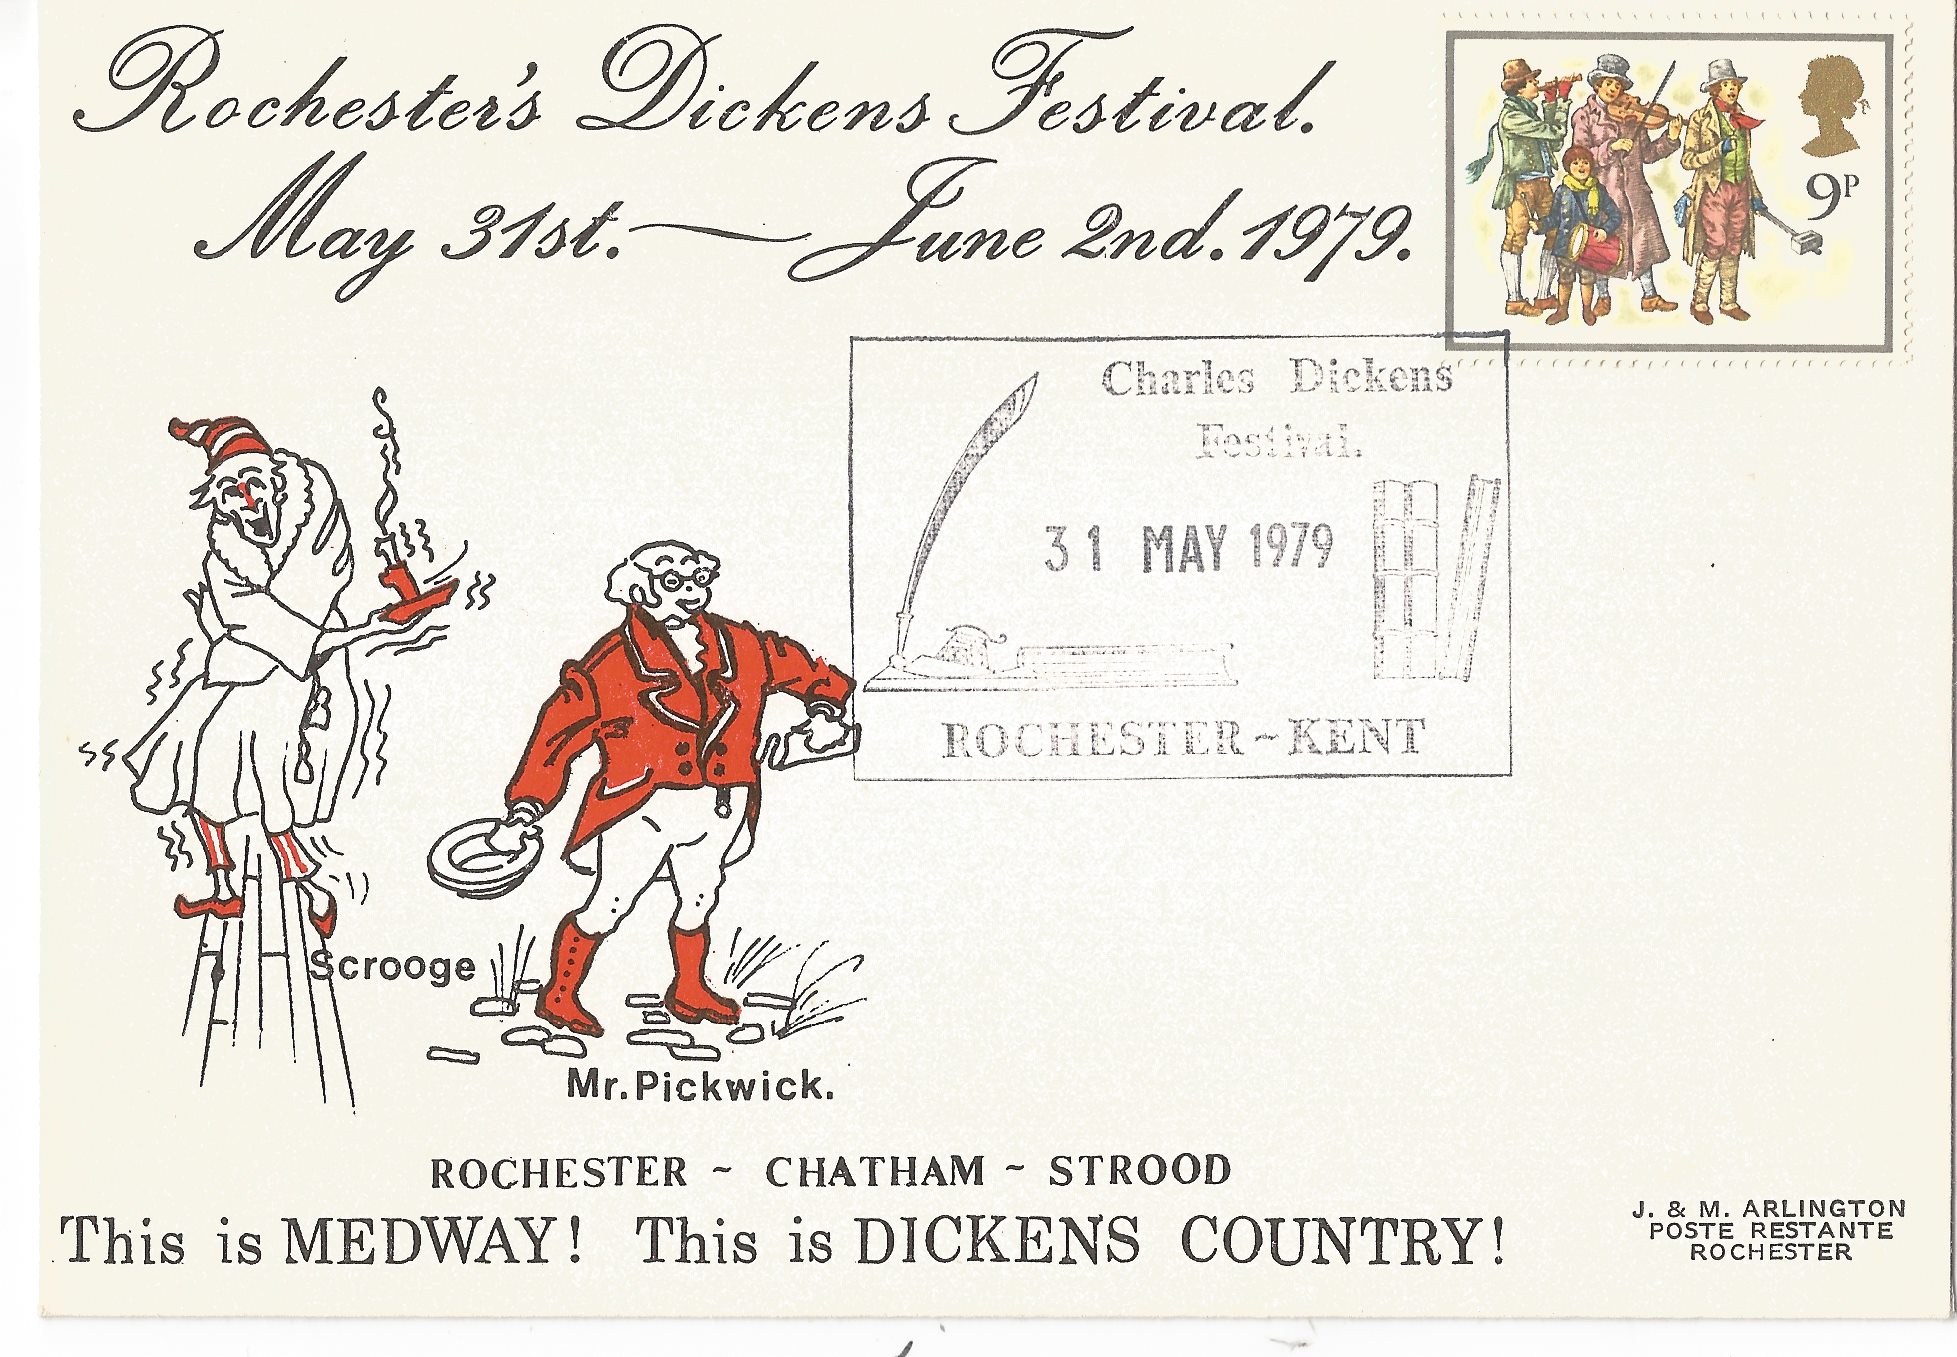 Rochester's Dickens Festival.
May 31st. — June 2nd. 1979.
9P
Charles Dickens
Festival.
31 MAY 1979
ROCHESTER ~ KENT
Scrooge
Mr. Pickwick.
ROCHESTER ~ CHATHAM ~ STROOD
This is MEDWAY! This is DICKENS COUNTRY!
J. & M. ARLINGTON
POSTE RESTANTE
ROCHESTER